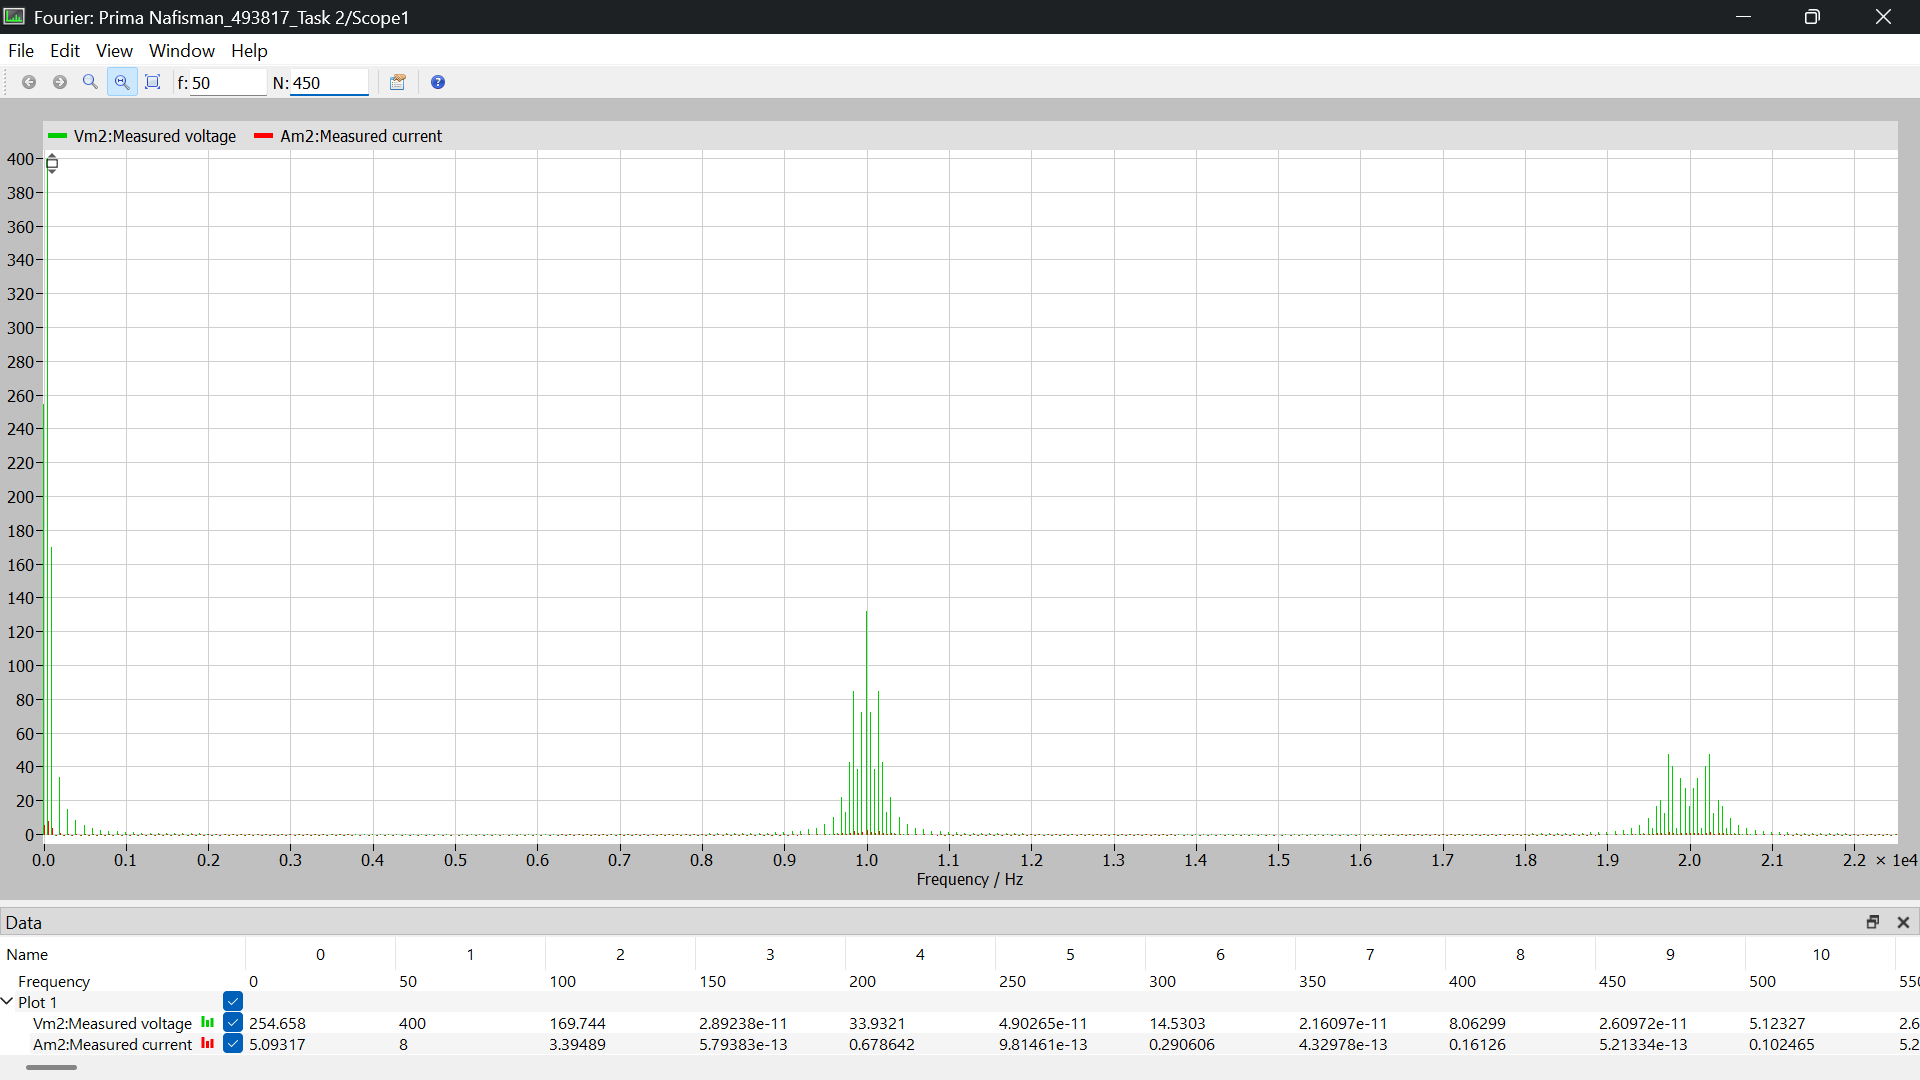 Fourier: Prima Nafisman_493817_Task 2/Scope1
File Edit View Window Help
f: 50 N: 450
Vm2:Measured voltage Am2:Measured current
400
380
360
340
320
300
280
260
240
220
200
180
160
140
120
100
80
60
40
20
0
0.0 0.1 0.2 0.3 0.4 0.5 0.6 0.7 0.8 0.9 1.0 1.1 1.2 1.3 1.4 1.5 1.6 1.7 1.8 1.9 2.0 2.1 2.2 × 1e4
Frequency / Hz
Data
Name 0 1 2 3 4 5 6 7 8 9 10
Frequency 0 50 100 150 200 250 300 350 400 450 500 55
Plot 1
Vm2:Measured voltage 254.658 400 169.744 2.89238e-11 33.9321 4.90265e-11 14.5303 2.16097e-11 8.06299 2.60972e-11 5.12327 2.6
Am2:Measured current 5.09317 8 3.39489 5.79383e-13 0.678642 9.81461e-13 0.290606 4.32978e-13 0.16126 5.21334e-13 0.102465 5.2